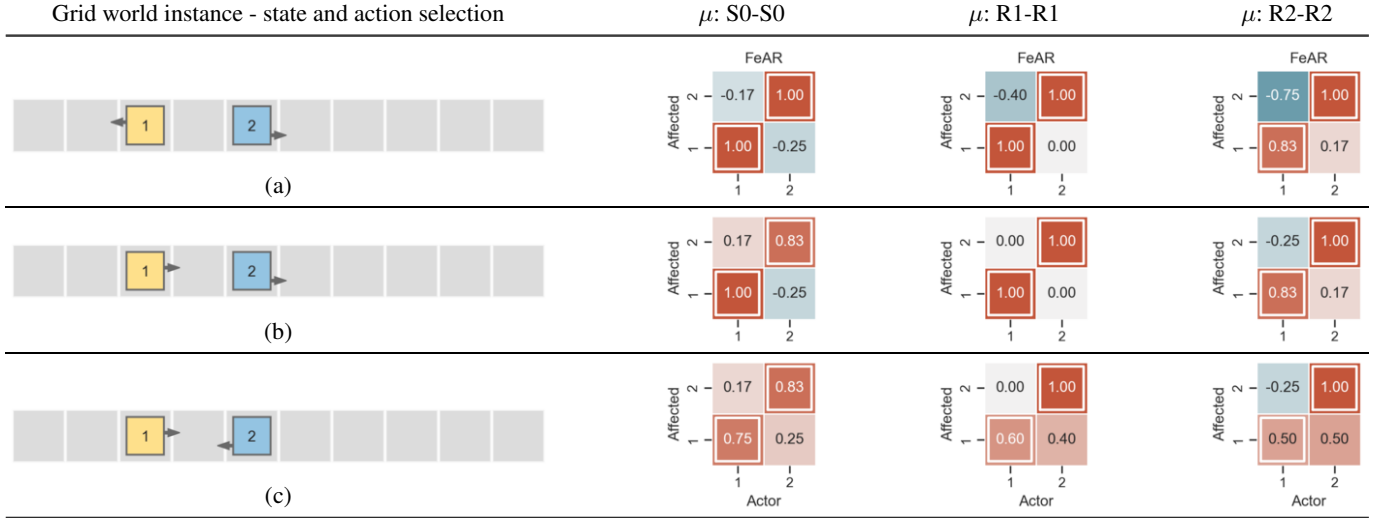 Grid world instance - state and action selection μ: S0-S0 μ: R1-R1 μ: R2-R2
FeAR FeAR FeAR
1 2
Affected 2 -0.17 1.00
1 1.00 -0.25
1 2
Affected 2 -0.40 1.00
1 1.00 0.00
1 2
Affected 2 -0.75 1.00
1 0.83 0.17
1 2
(a)
1 2
Affected 2 0.17 0.83
1 1.00 -0.25
1 2
Affected 2 0.00 1.00
1 1.00 0.00
1 2
Affected 2 -0.25 1.00
1 0.83 0.17
1 2
(b)
1 2
Affected 2 0.17 0.83
1 0.75 0.25
1 2
Actor
Affected 2 0.00 1.00
1 0.60 0.40
1 2
Actor
Affected 2 -0.25 1.00
1 0.50 0.50
1 2
Actor
(c)